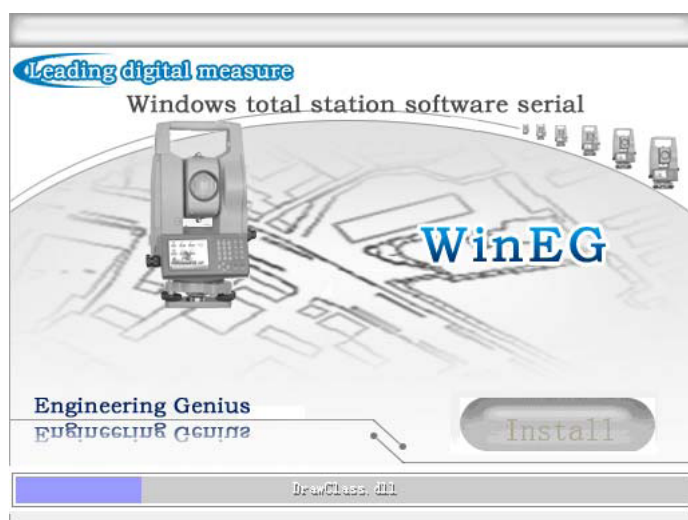 Leading digital measure
Windows total station software serial
WinEG
Engineering Genius
Engineering Genius
Install
DrawClass.dll